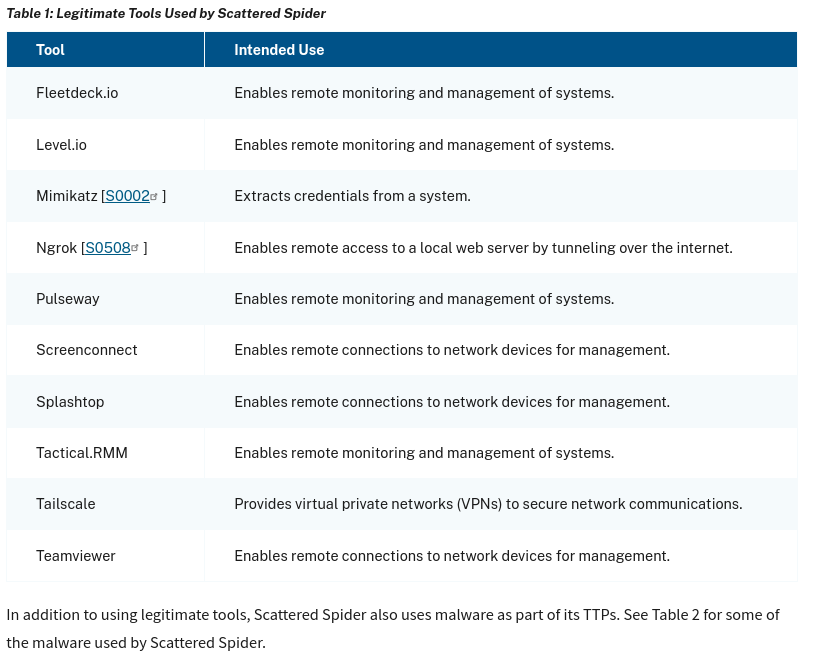 Table 1: Legitimate Tools Used by Scattered Spider
Tool Intended Use
Fleetdeck.io Enables remote monitoring and management of systems.
Level.io Enables remote monitoring and management of systems.
Mimikatz [S0002 ] Extracts credentials from a system.
Ngrok [S0508 ] Enables remote access to a local web server by tunneling over the internet.
Pulseway Enables remote monitoring and management of systems.
Screenconnect Enables remote connections to network devices for management.
Splashtop Enables remote connections to network devices for management.
Tactical.RMM Enables remote monitoring and management of systems.
Tailscale Provides virtual private networks (VPNs) to secure network communications.
Teamviewer Enables remote connections to network devices for management.
In addition to using legitimate tools, Scattered Spider also uses malware as part of its TTPs. See Table 2 for some of
the malware used by Scattered Spider.